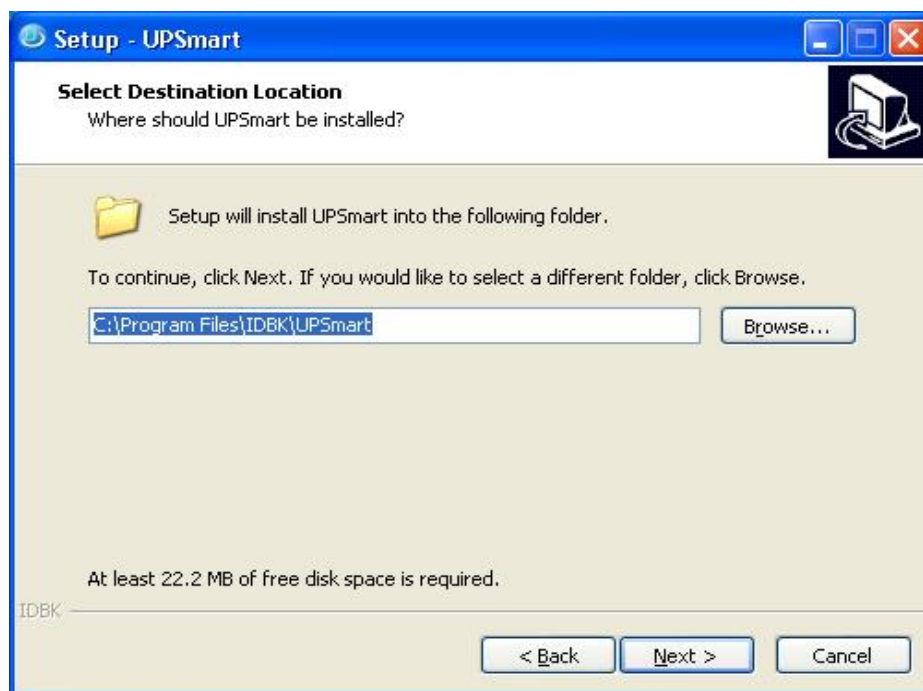 Setup - UPSmart
Select Destination Location
Where should UPSmart be installed?
Setup will install UPSmart into the following folder.
To continue, click Next. If you would like to select a different folder, click Browse.
C:\Program Files\IDBK\UPSmart
Browse...
At least 22.2 MB of free disk space is required.
IDBK
< Back
Next >
Cancel